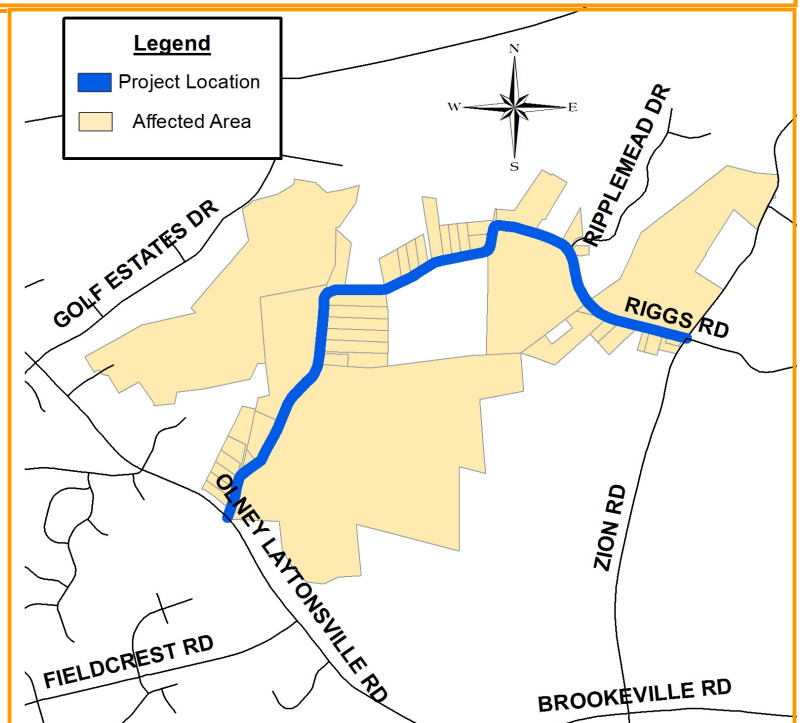 Legend
Project Location
Affected Area
N
W
E
S
RIPPLEMEAD DR
GOLF ESTATES DR
RIGGS RD
OLNEY LAYTONSVILLE RD
ZION RD
FIELDCREST RD
BROOKEVILLE RD